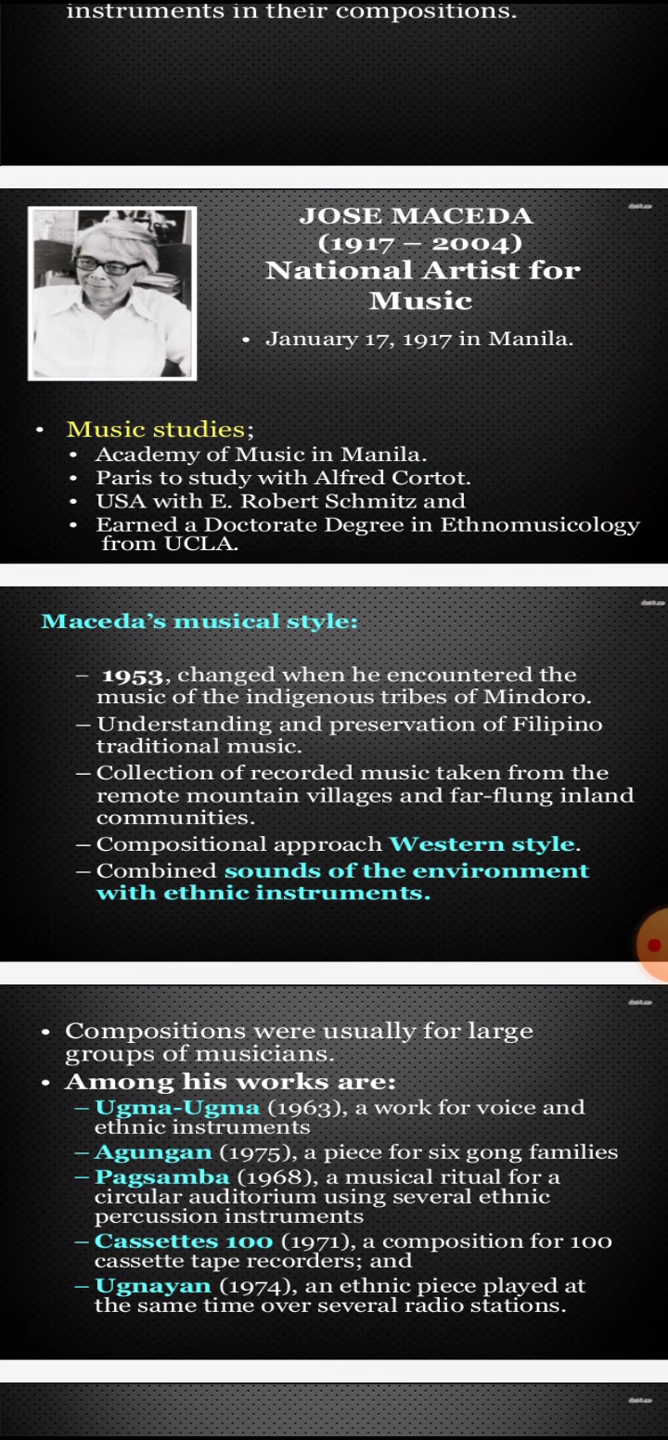 instruments in their compositions.
JOSE MACEDA
(1917 – 2004)
National Artist for
Music
• January 17, 1917 in Manila.
• Music studies;
• Academy of Music in Manila.
• Paris to study with Alfred Cortot.
• USA with E. Robert Schmitz and
• Earned a Doctorate Degree in Ethnomusicology
from UCLA.
Maceda’s musical style:
– 1953, changed when he encountered the
music of the indigenous tribes of Mindoro.
– Understanding and preservation of Filipino
traditional music.
– Collection of recorded music taken from the
remote mountain villages and far-flung inland
communities.
– Compositional approach Western style.
– Combined sounds of the environment
with ethnic instruments.
• Compositions were usually for large
groups of musicians.
• Among his works are:
– Ugma-Ugma (1963), a work for voice and
ethnic instruments
– Agungan (1975), a piece for six gong families
– Pagsamba (1968), a musical ritual for a
circular auditorium using several ethnic
percussion instruments
– Cassettes 100 (1971), a composition for 100
cassette tape recorders; and
– Ugnayan (1974), an ethnic piece played at
the same time over several radio stations.